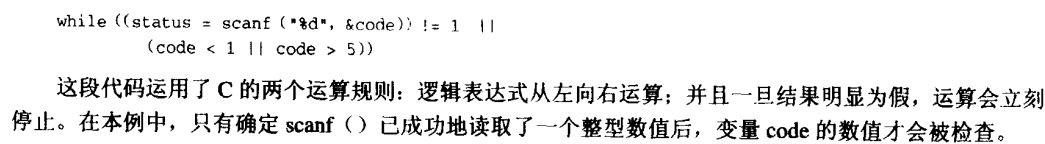 while ((status = scanf ("%d", &code)) != 1 ||
(code < 1 || code > 5))
这段代码运用了 C 的两个运算规则：逻辑表达式从左向右运算；并且一旦结果明显为假，运算会立刻
停止。在本例中，只有确定 scanf（）已成功地读取了一个整型数值后，变量 code 的数值才会被检查。